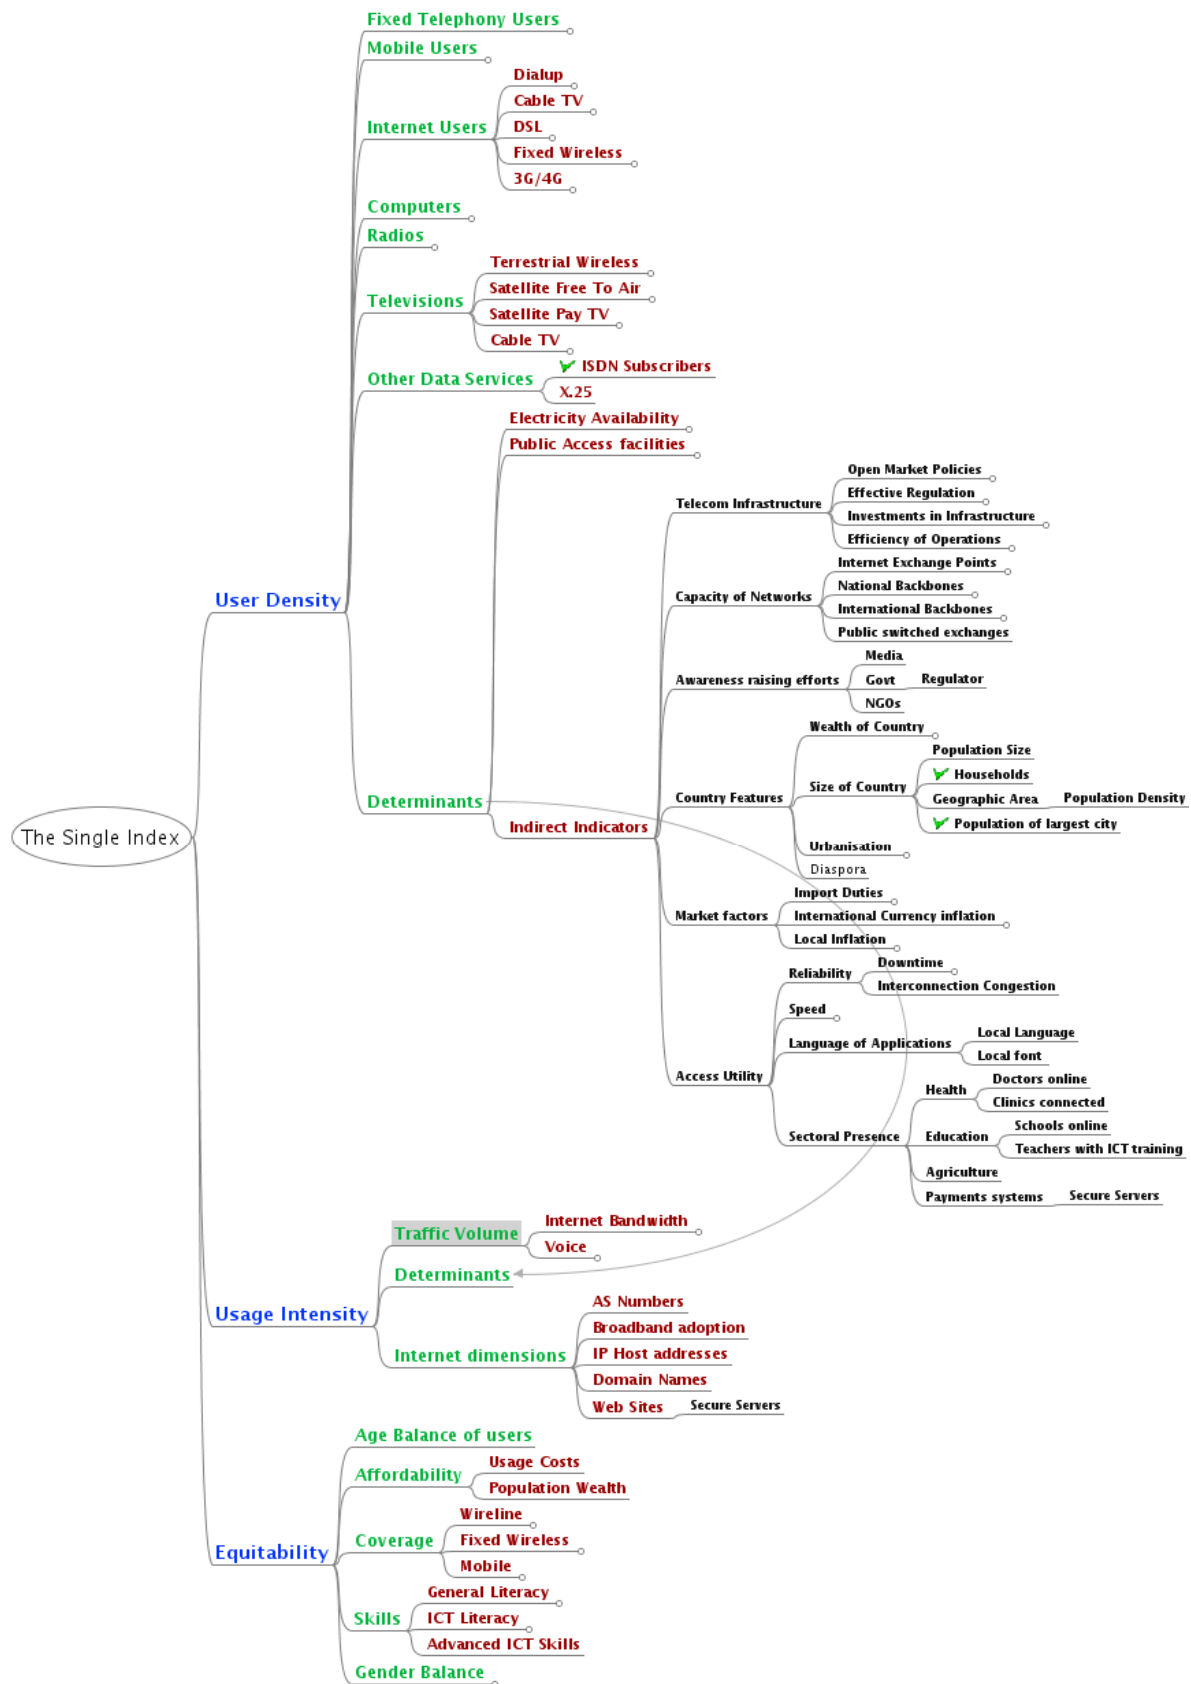 Fixed Telephony Users
Mobile Users
Dialup
Cable TV
Internet Users
DSL
Fixed Wireless
3G/4G
Computers
Radios
Terrestrial Wireless
Satellite Free To Air
Televisions
Satellite Pay TV
Cable TV
ISDN Subscribers
Other Data Services
X.25
Electricity Availability
Public Access facilities
Open Market Policies
Effective Regulation
Telecom Infrastructure
Investments in Infrastructure
Efficiency of Operations
Internet Exchange Points
National Backbones
Capacity of Networks
International Backbones
Public switched exchanges
User Density
Media
Awareness raising efforts
Govt
Regulator
NGOs
Wealth of Country
Population Size
Households
Size of Country
Geographic Area
Population Density
Country Features
Population of largest city
Determinants
Indirect Indicators
The Single Index
Urbanisation
Diaspora
Import Duties
Market factors
International Currency inflation
Local Inflation
Downtime
Reliability
Interconnection Congestion
Speed
Local Language
Language of Applications
Local font
Access Utility
Doctors online
Health
Clinics connected
Schools online
Sectoral Presence
Education
Teachers with ICT training
Agriculture
Payments systems
Secure Servers
Internet Bandwidth
Traffic Volume
Voice
Determinants
Usage Intensity
AS Numbers
Broadband adoption
Internet dimensions
IP Host addresses
Domain Names
Web Sites
Secure Servers
Age Balance of users
Usage Costs
Affordability
Population Wealth
Wireline
Coverage
Fixed Wireless
Equitability
Mobile
General Literacy
Skills
ICT Literacy
Advanced ICT Skills
Gender Balance